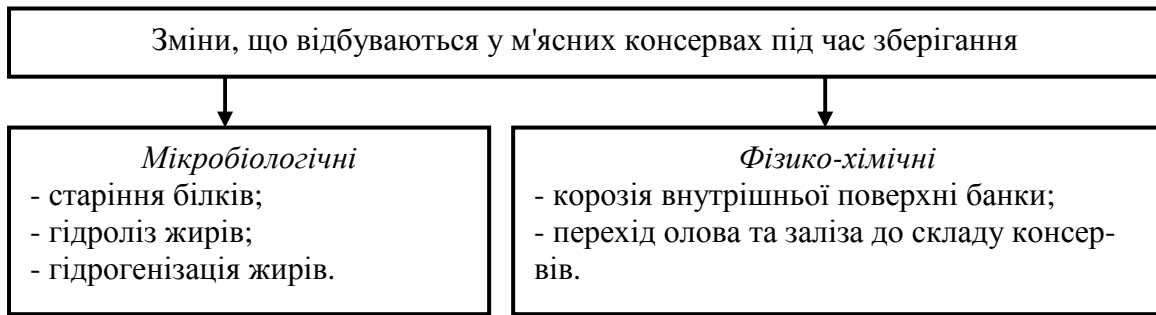 Зміни, що відбуваються у м'ясних консервах під час зберігання
Мікробіологічні
- старіння білків;
- гідроліз жирів;
- гідрогенізація жирів.
Фізико-хімічні
- корозія внутрішньої поверхні банки;
- перехід олова та заліза до складу консер-
вів.